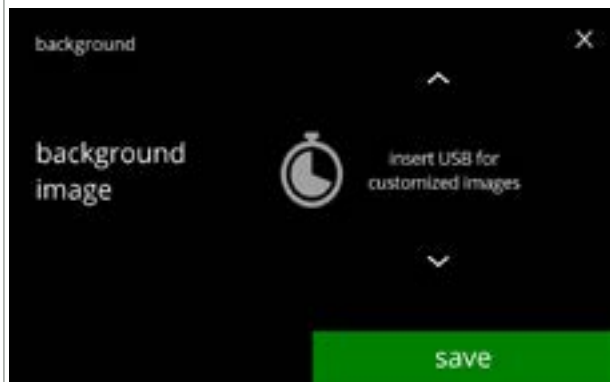 background
background
image
insert USB for
customized images
save